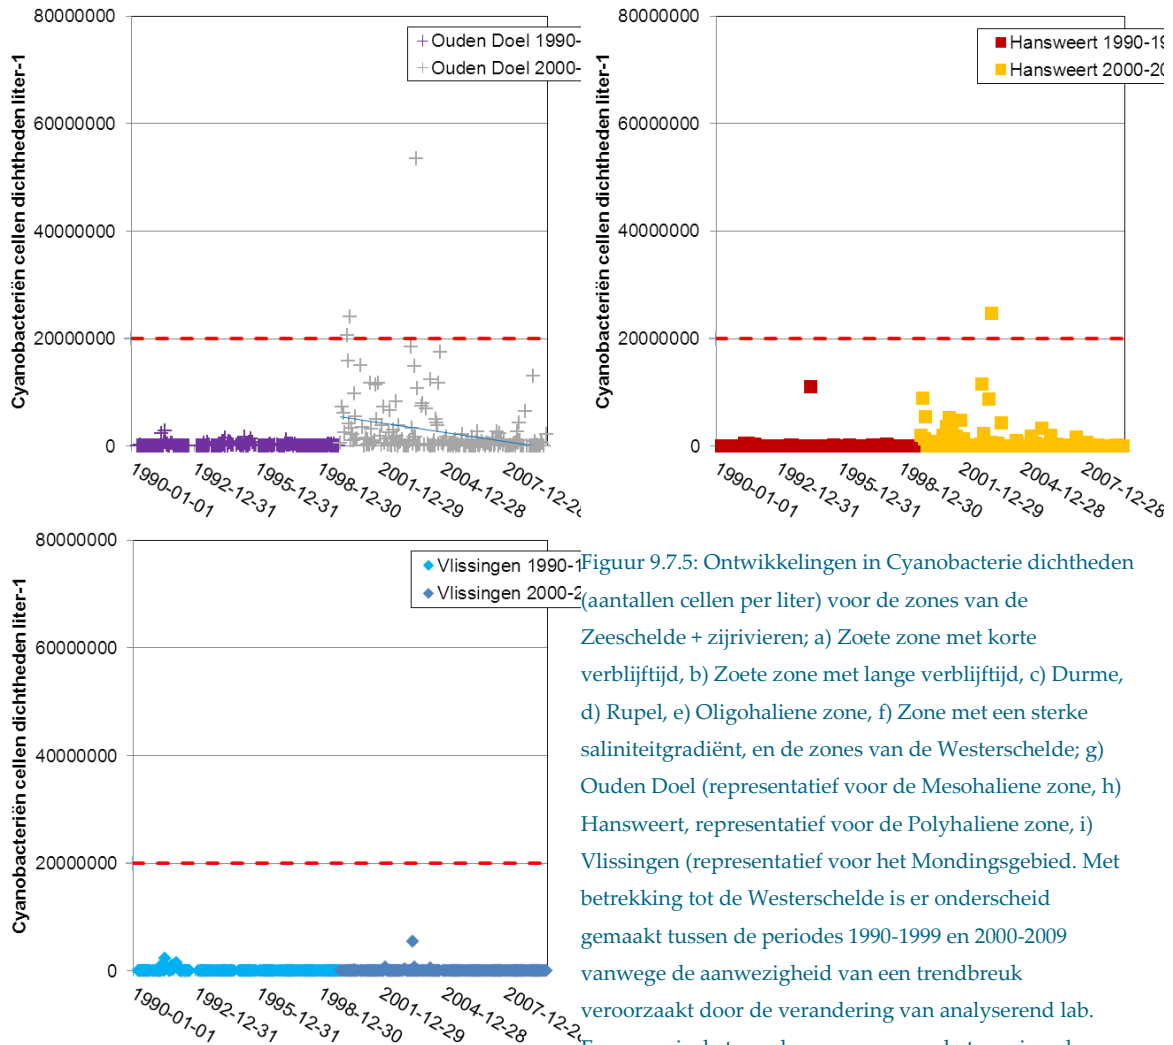 Cyanobacteriën cellen dichtheden liter-1
80000000
60000000
40000000
20000000
0
Ouden Doel 1990-
Ouden Doel 2000-
1990-01-01
1992-12-31
1995-12-31
1998-12-30
2001-12-29
2004-12-28
2007-12-28
Cyanobacteriën cellen dichtheden liter-1
80000000
60000000
40000000
20000000
0
Hansweert 1990-19
Hansweert 2000-20
1990-01-01
1992-12-31
1995-12-31
1998-12-30
2001-12-29
2004-12-28
2007-12-28
Cyanobacteriën cellen dichtheden liter-1
80000000
60000000
40000000
20000000
0
Vlissingen 1990-1
Vlissingen 2000-2
1990-01-01
1992-12-31
1995-12-31
1998-12-30
2001-12-29
2004-12-28
2007-12-28
Figuur 9.7.5: Ontwikkelingen in Cyanobacterie dichtheden
(aantallen cellen per liter) voor de zones van de
Zeeschelde + zijrivieren; a) Zoete zone met korte
verblijftijd, b) Zoete zone met lange verblijftijd, c) Durme,
d) Rupel, e) Oligohaliene zone, f) Zone met een sterke
saliniteitgradiënt, en de zones van de Westerschelde; g)
Ouden Doel (representatief voor de Mesohaliene zone, h)
Hansweert, representatief voor de Polyhaliene zone, i)
Vlissingen (representatief voor het Mondingsgebied. Met
betrekking tot de Westerschelde is er onderscheid
gemaakt tussen de periodes 1990-1999 en 2000-2009
vanwege de aanwezigheid van een trendbreuk
veroorzaakt door de verandering van analyserend lab.